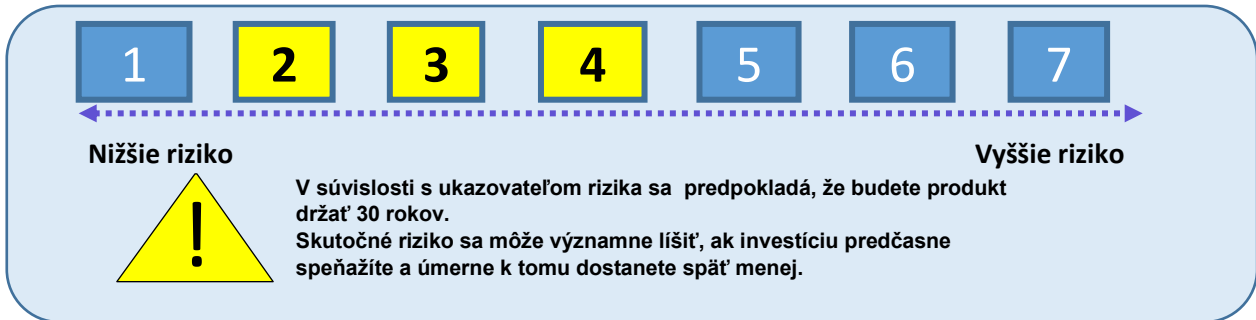 1 2 3 4 5 6 7
Nižšie riziko Vyššie riziko
!
V súvislosti s ukazovateľom rizika sa predpokladá, že budete produkt
držať 30 rokov.
Skutočné riziko sa môže významne líšiť, ak investíciu predčasne
speňažíte a úmerne k tomu dostanete späť menej.